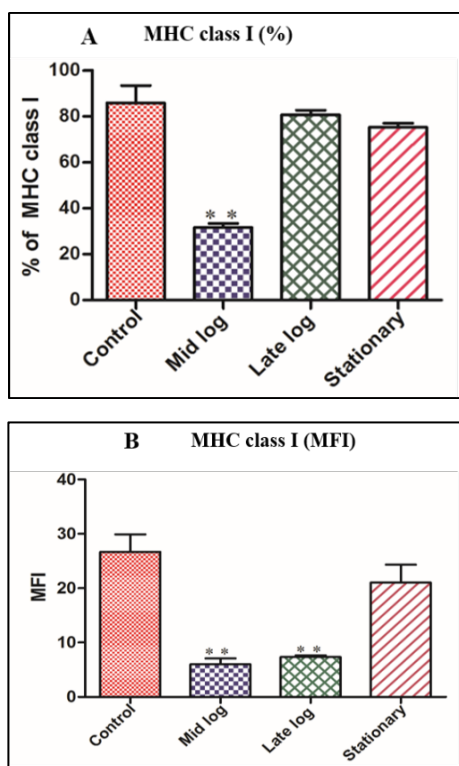 A MHC class I (%)
% of MHC class I
100
80
60
40
20
0
* *
Control
Mid log
Late log
Stationary
B MHC class I (MFI)
MFI
40
30
20
10
0
* *
* *
Control
Mid log
Late log
Stationary